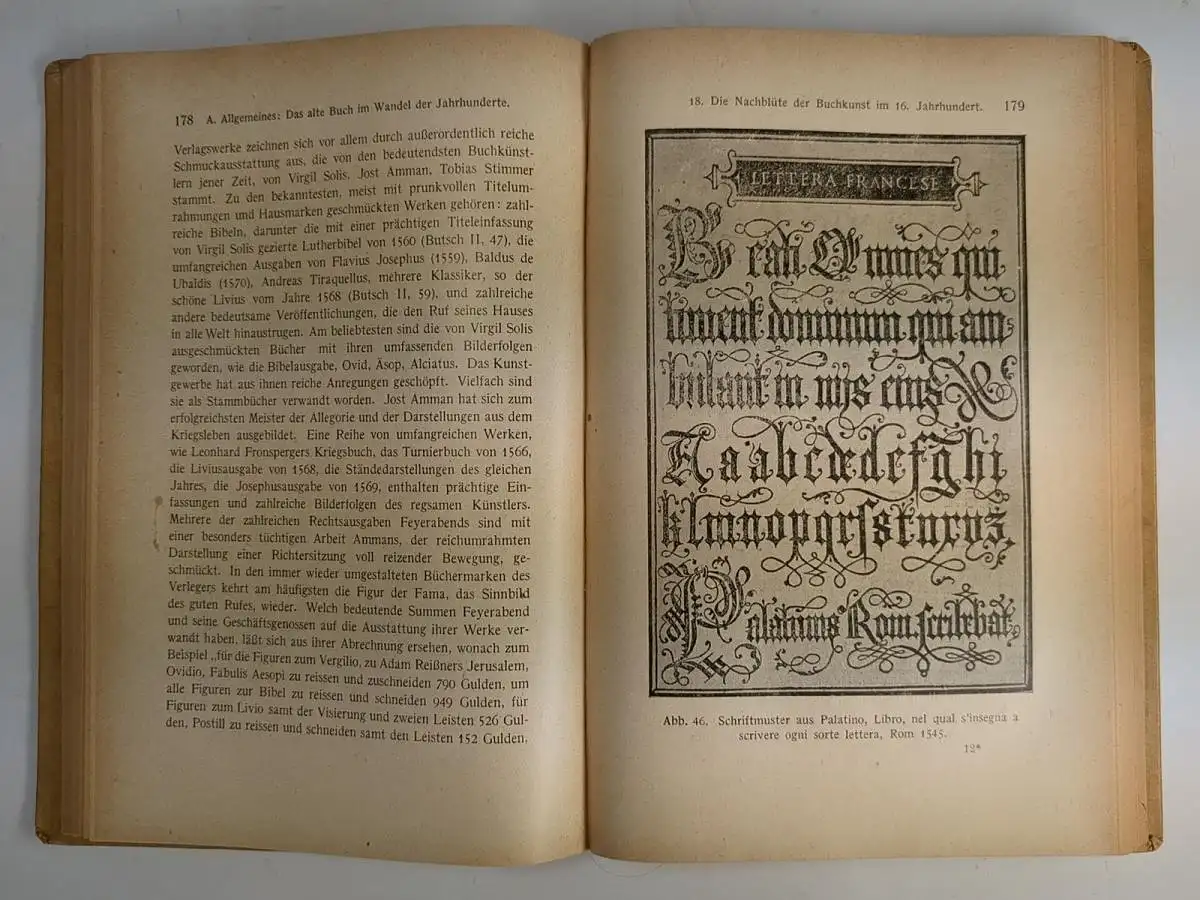 178 A. Allgemeines: Das alte Buch im Wandel der Jahrhunderte.
Verlagswerke zeichnen sich vor allem durch außerordentlich reiche
Schmuckausstattung aus, die von den bedeutendsten Buchkünst-
lern jener Zeit, von Virgil Solis, Jost Amman, Tobias Stimmer
stammt. Zu den bekanntesten, meist mit prunkvollen Titelum-
rahmungen und Hausmarken geschmückten Werken gehören: zahl-
reiche Bibeln, darunter die mit einer prächtigen Titeleinfassung
von Virgil Solis gezierte Lutherbibel von 1560 (Butsch II, 47), die
umfangreichen Ausgaben von Flavius Josephus (1559), Baldus de
Ubaldis (1570), Andreas Tiraquellus, mehrere Klassiker, so der
schöne Livius vom Jahre 1568 (Butsch II, 59), und zahlreiche
andere bedeutsame Veröffentlichungen, die den Ruf seines Hauses
in alle Welt hinaustrugen. Am beliebtesten sind die von Virgil Solis
ausgeschmückten Bücher mit ihren umfassenden Bilderfolgen
geworden, wie die Bibelausgabe, Ovid, Äsop, Alciatus. Das Kunst-
gewerbe hat aus ihnen reiche Anregungen geschöpft. Vielfach sind
sie als Stammbücher verwandt worden. Jost Amman hat sich zum
erfolgreichsten Meister der Allegorie und der Darstellungen aus dem
Kriegsleben ausgebildet. Eine Reihe von umfangreichen Werken,
wie Leonhard Fronspergers Kriegsbuch, das Turnierbuch von 1566,
die Liviusausgabe von 1568, die Ständedarstellungen des gleichen
Jahres, die Josephusausgabe von 1569, enthalten prächtige Ein-
fassungen und zahlreiche Bilderfolgen des regsamen Künstlers.
Mehrere der zahlreichen Rechtsausgaben Feyerabends sind mit
einer besonders tüchtigen Arbeit Ammans, der reichumrahmten
Darstellung einer Richtersitzung voll reizender Bewegung, ge-
schmückt. In den immer wieder umgestalteten Büchermarken des
Verlegers kehrt am häufigsten die Figur der Fama, das Sinnbild
des guten Rufes, wieder. Welch bedeutende Summen Feyerabend
und seine Geschäftsgenossen auf die Ausstattung ihrer Werke ver-
wandt haben, läßt sich aus ihrer Abrechnung ersehen, wonach zum
Beispiel „für die Figuren zum Vergilio, zu Adam Reißners Jerusalem,
Ovidio, Fabulis Aesopi zu reissen und zuschneiden 790 Gulden, um
alle Figuren zur Bibel zu reissen und schneiden 949 Gulden, für
Figuren zum Livio samt der Visierung und zweien Leisten 526 Gul-
den, Postill zu reissen und schneiden samt den Leisten 152 Gulden,
18. Die Nachblüte der Buchkunst im 16. Jahrhundert. 179
LETTERA FRANCESE
Beati Omnes qui
timent dominum qui am-
bulant in viis eius
A a a b c d e d e f g h i
k l m n o p q r ſ s t u r v z
Palatinus Rom. scribebat
Abb. 46. Schriftmuster aus Palatino, Libro, nel qual s'insegna a
scrivere ogni sorte lettera, Rom 1545.
12*